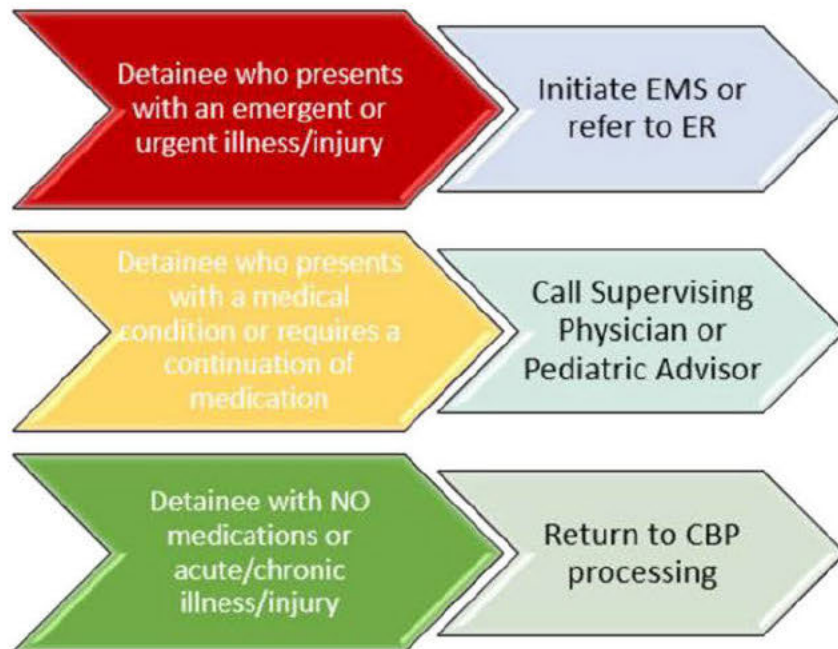 Detainee who presents
with an emergent or
urgent illness/injury
Initiate EMS or
refer to ER
Detainee who presents
with a medical
condition or requires a
continuation of
medication
Call Supervising
Physician or
Pediatric Advisor
Detainee with NO
medications or
acute/chronic
illness/injury
Return to CBP
processing